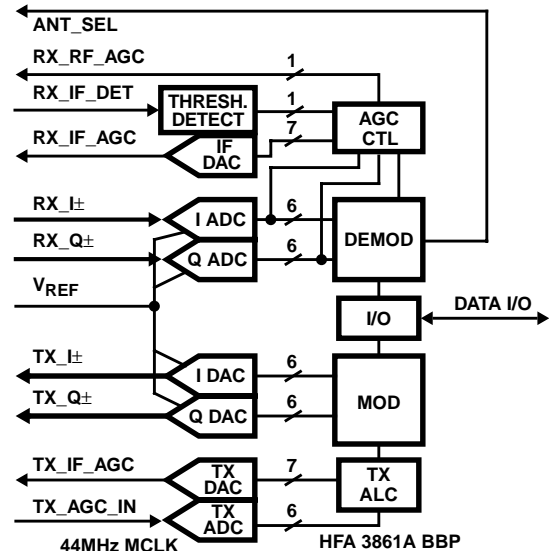 ANT_SEL
RX_RF_AGC
1
RX_IF_DET
THRESH.
DETECT
1
AGC
CTL
RX_IF_AGC
IF
DAC
7
RX_I±
I ADC
6
DEMOD
RX_Q±
Q ADC
6
VREF
I/O
DATA I/O
TX_I±
I DAC
6
MOD
TX_Q±
Q DAC
6
TX_IF_AGC
TX
DAC
7
TX
ALC
TX_AGC_IN
TX
ADC
6
44MHz MCLK
HFA 3861A BBP